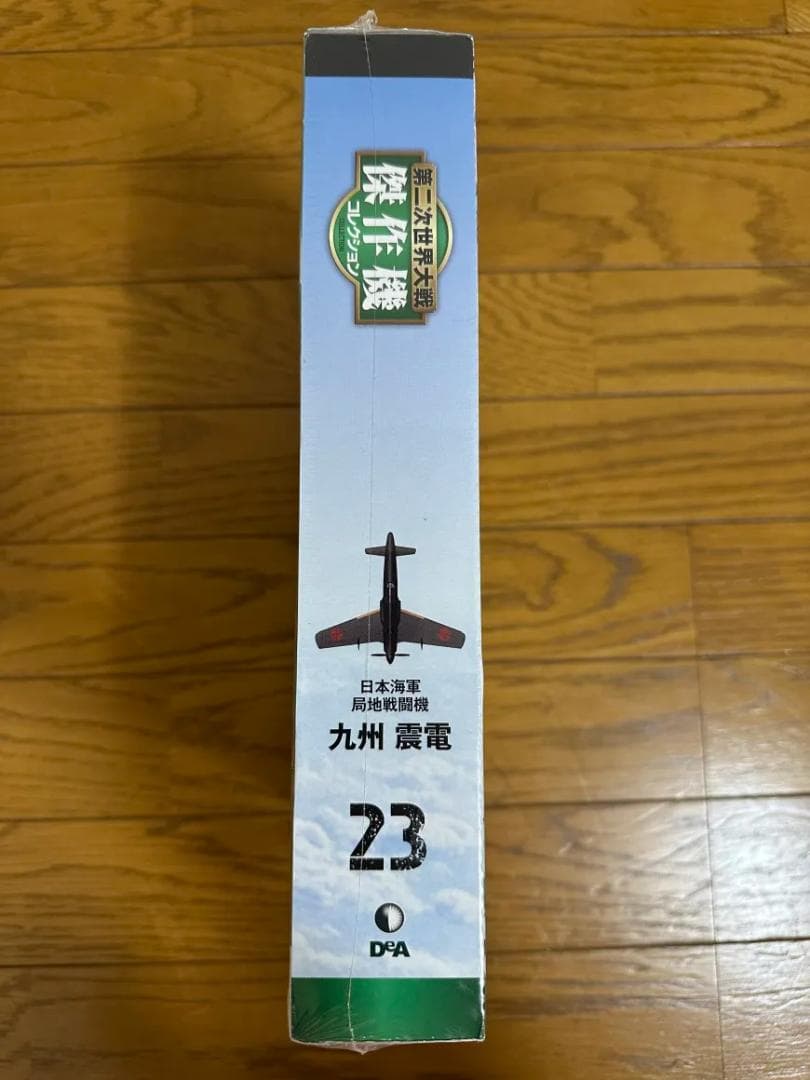 第二次世界大戦
傑作機
コレクション
COLLECTION
日本海軍
局地戦闘機
九州 震電
23
DeA